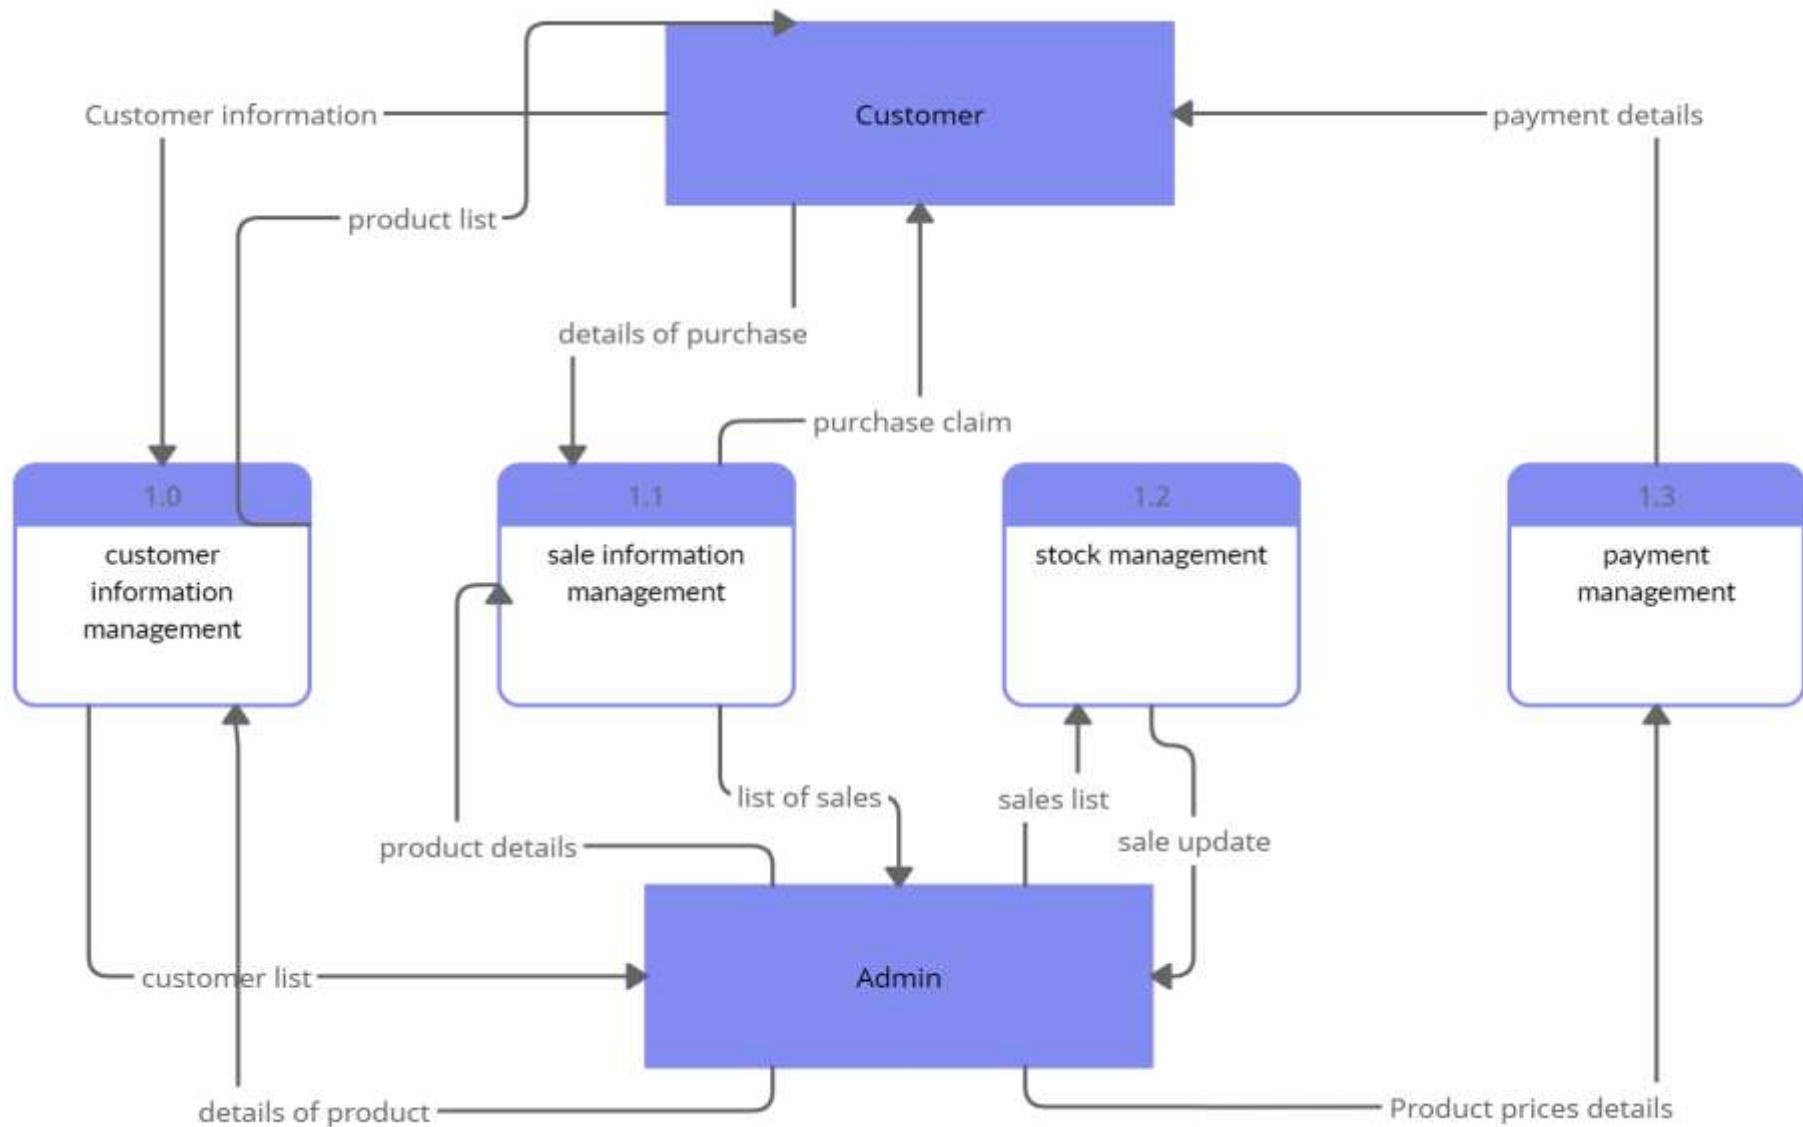 Customer
Customer information
payment details
product list
details of purchase
purchase claim
1.0
customer
information
management
1.1
sale information
management
1.2
stock management
1.3
payment
management
list of sales
sales list
product details
sale update
customer list
Admin
details of product
Product prices details